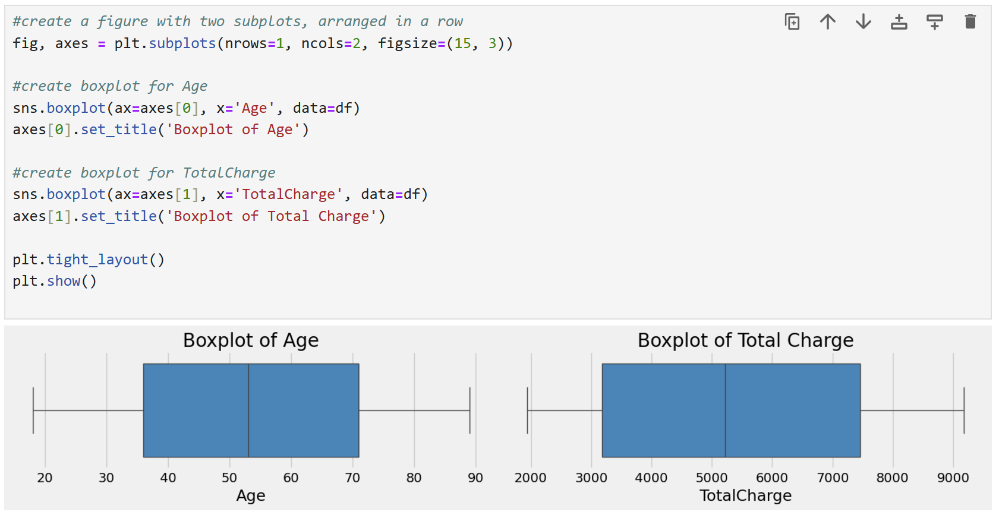 #create a figure with two subplots, arranged in a row
fig, axes = plt.subplots(nrows=1, ncols=2, figsize=(15, 3))
#create boxplot for Age
sns.boxplot(ax=axes[0], x='Age', data=df)
axes[0].set_title('Boxplot of Age')
#create boxplot for TotalCharge
sns.boxplot(ax=axes[1], x='TotalCharge', data=df)
axes[1].set_title('Boxplot of Total Charge')
plt.tight_layout()
plt.show()
Boxplot of Age
20 30 40 50 60 70 80 90
Age
Boxplot of Total Charge
2000 3000 4000 5000 6000 7000 8000 9000
TotalCharge